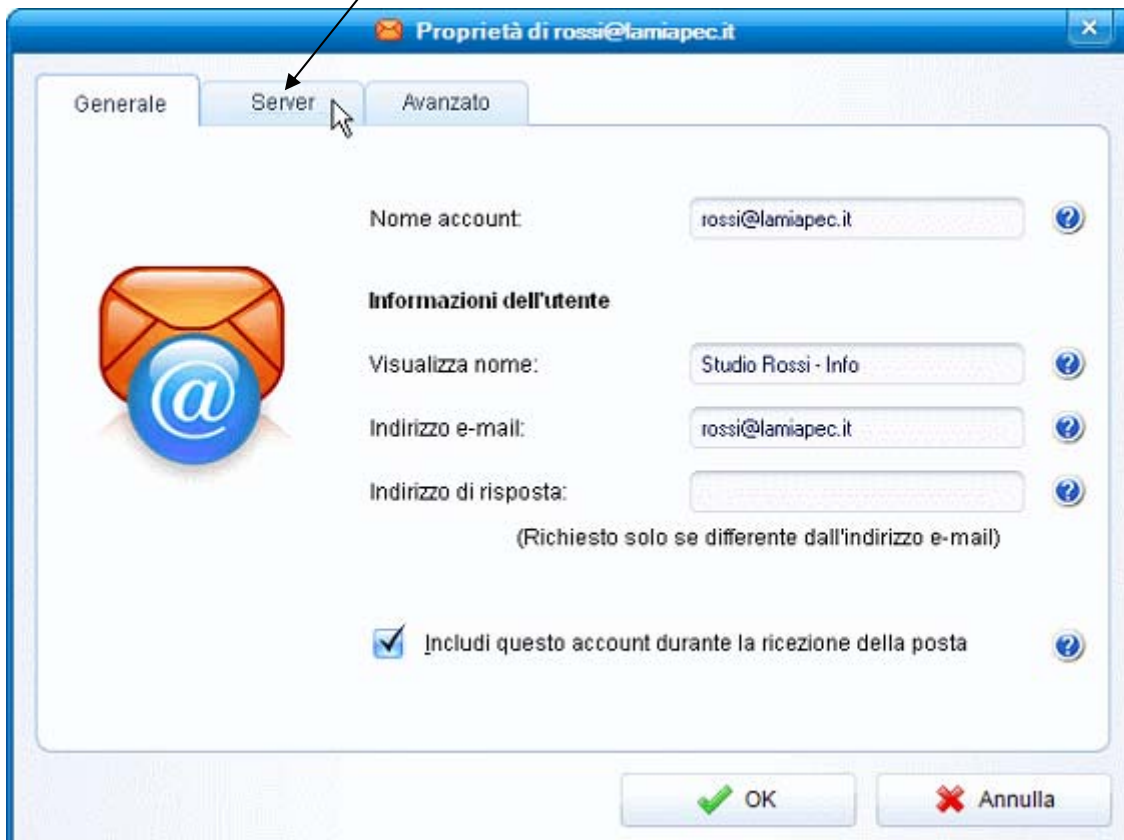 Proprietà di rossi@lamiapec.it
Generale Server Avanzato
Nome account: rossi@lamiapec.it
Informazioni dell'utente
Visualizza nome: Studio Rossi - Info
Indirizzo e-mail: rossi@lamiapec.it
Indirizzo di risposta:
(Richiesto solo se differente dall'indirizzo e-mail)
Includi questo account durante la ricezione della posta
OK Annulla